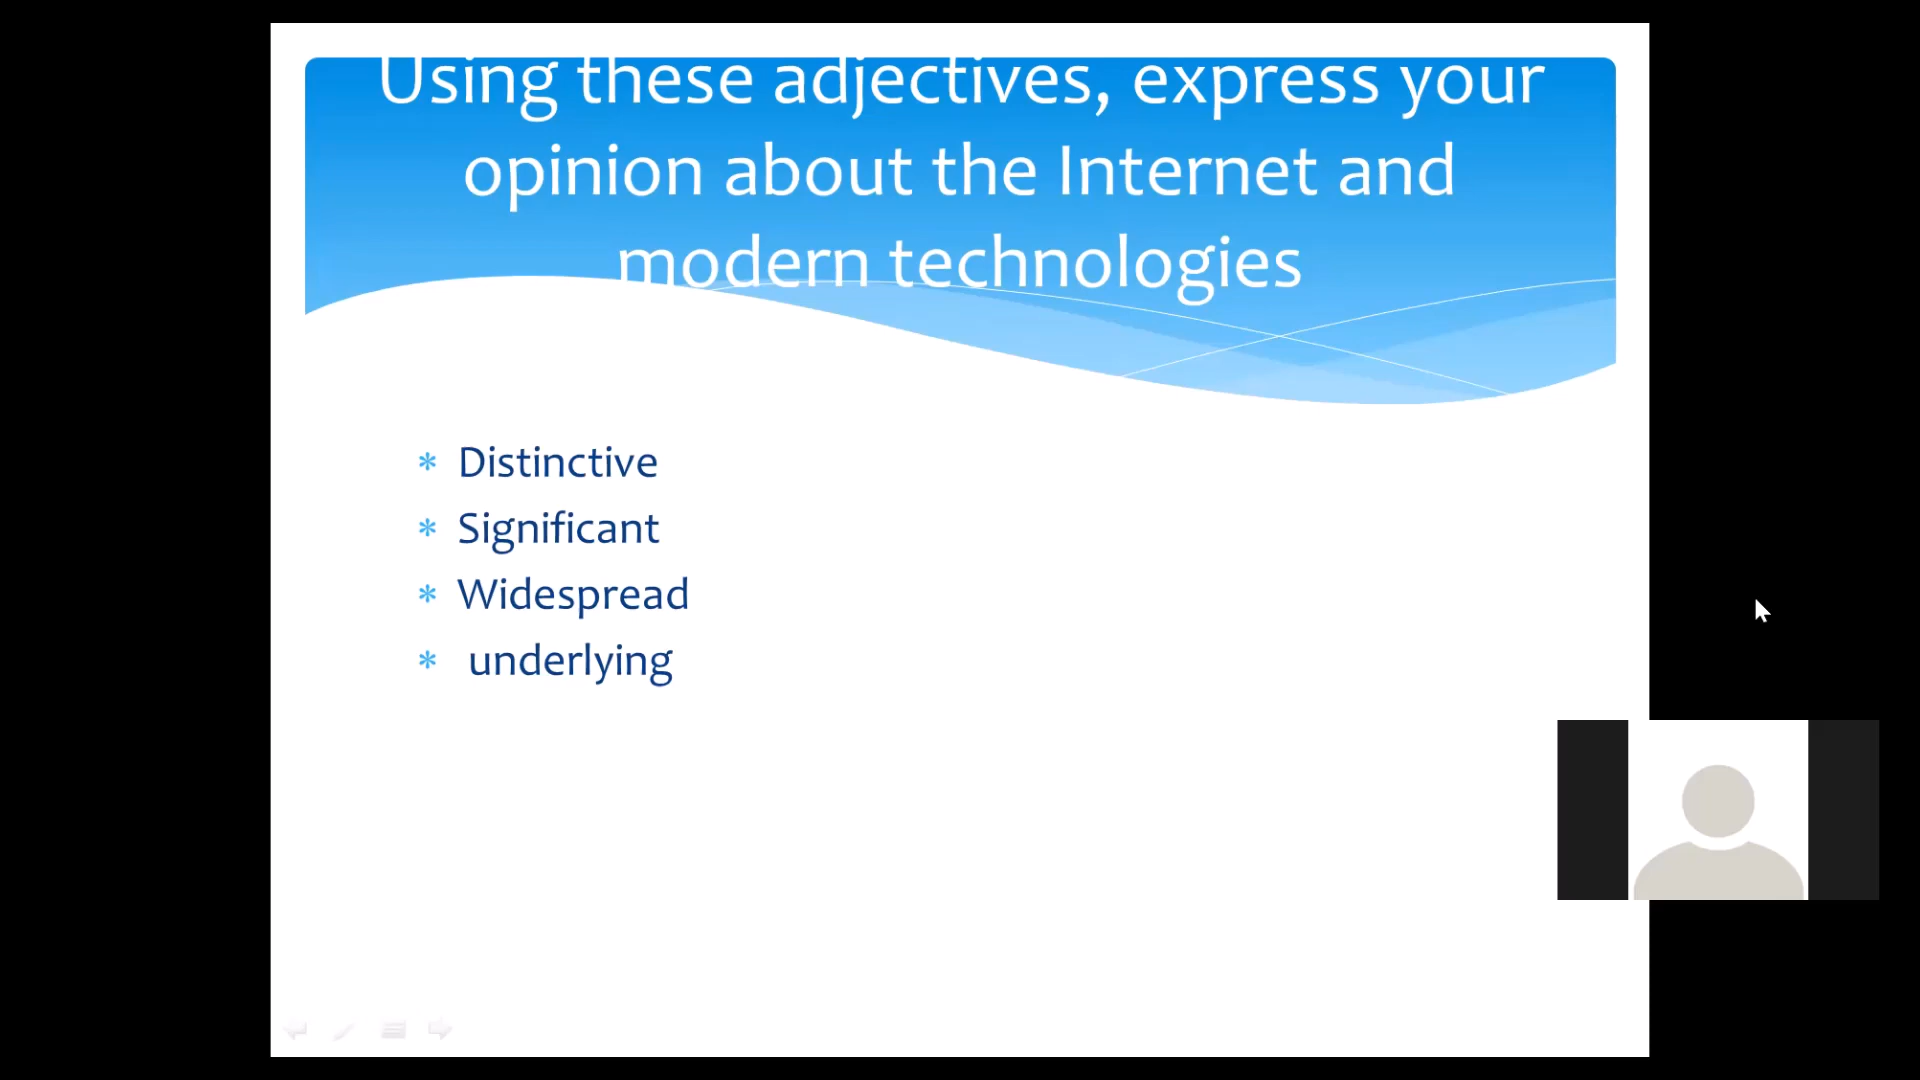 Using these adjectives, express your
opinion about the Internet and
modern technologies
* Distinctive
* Significant
* Widespread
* underlying